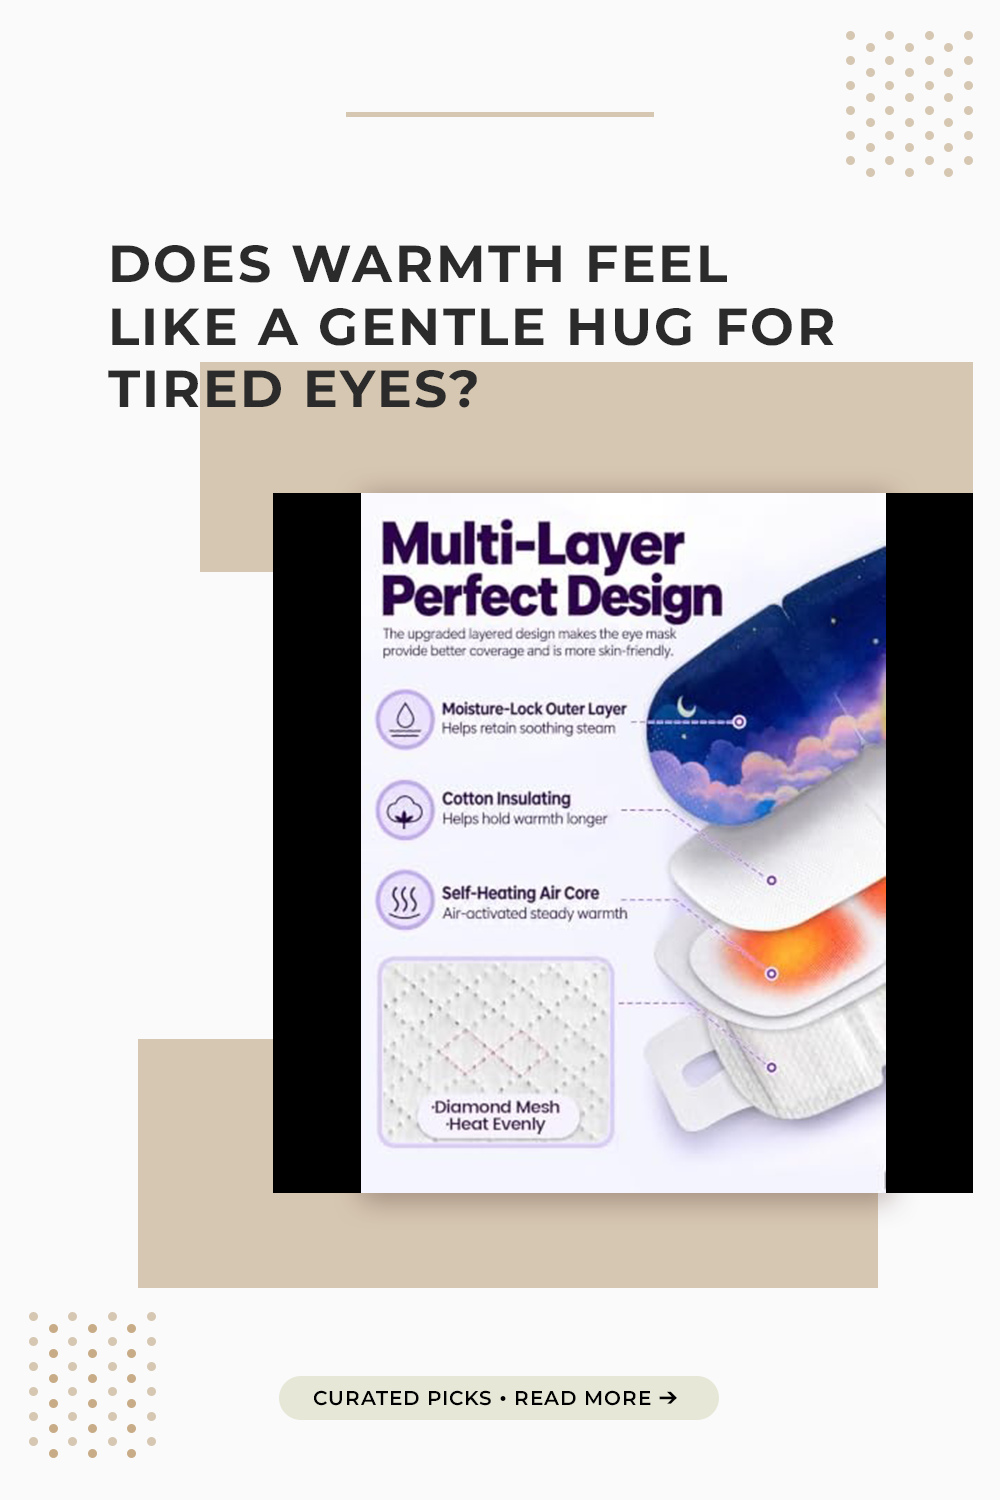 DOES WARMTH FEEL
LIKE A GENTLE HUG FOR
TIRED EYES?
Multi-Layer
Perfect Design
The upgraded layered design makes the eye mask
provide better coverage and is more skin-friendly.
Moisture-Lock Outer Layer
Helps retain soothing steam
Cotton Insulating
Helps hold warmth longer
Self-Heating Air Core
Air-activated steady warmth
·Diamond Mesh
·Heat Evenly
CURATED PICKS • READ MORE ➔